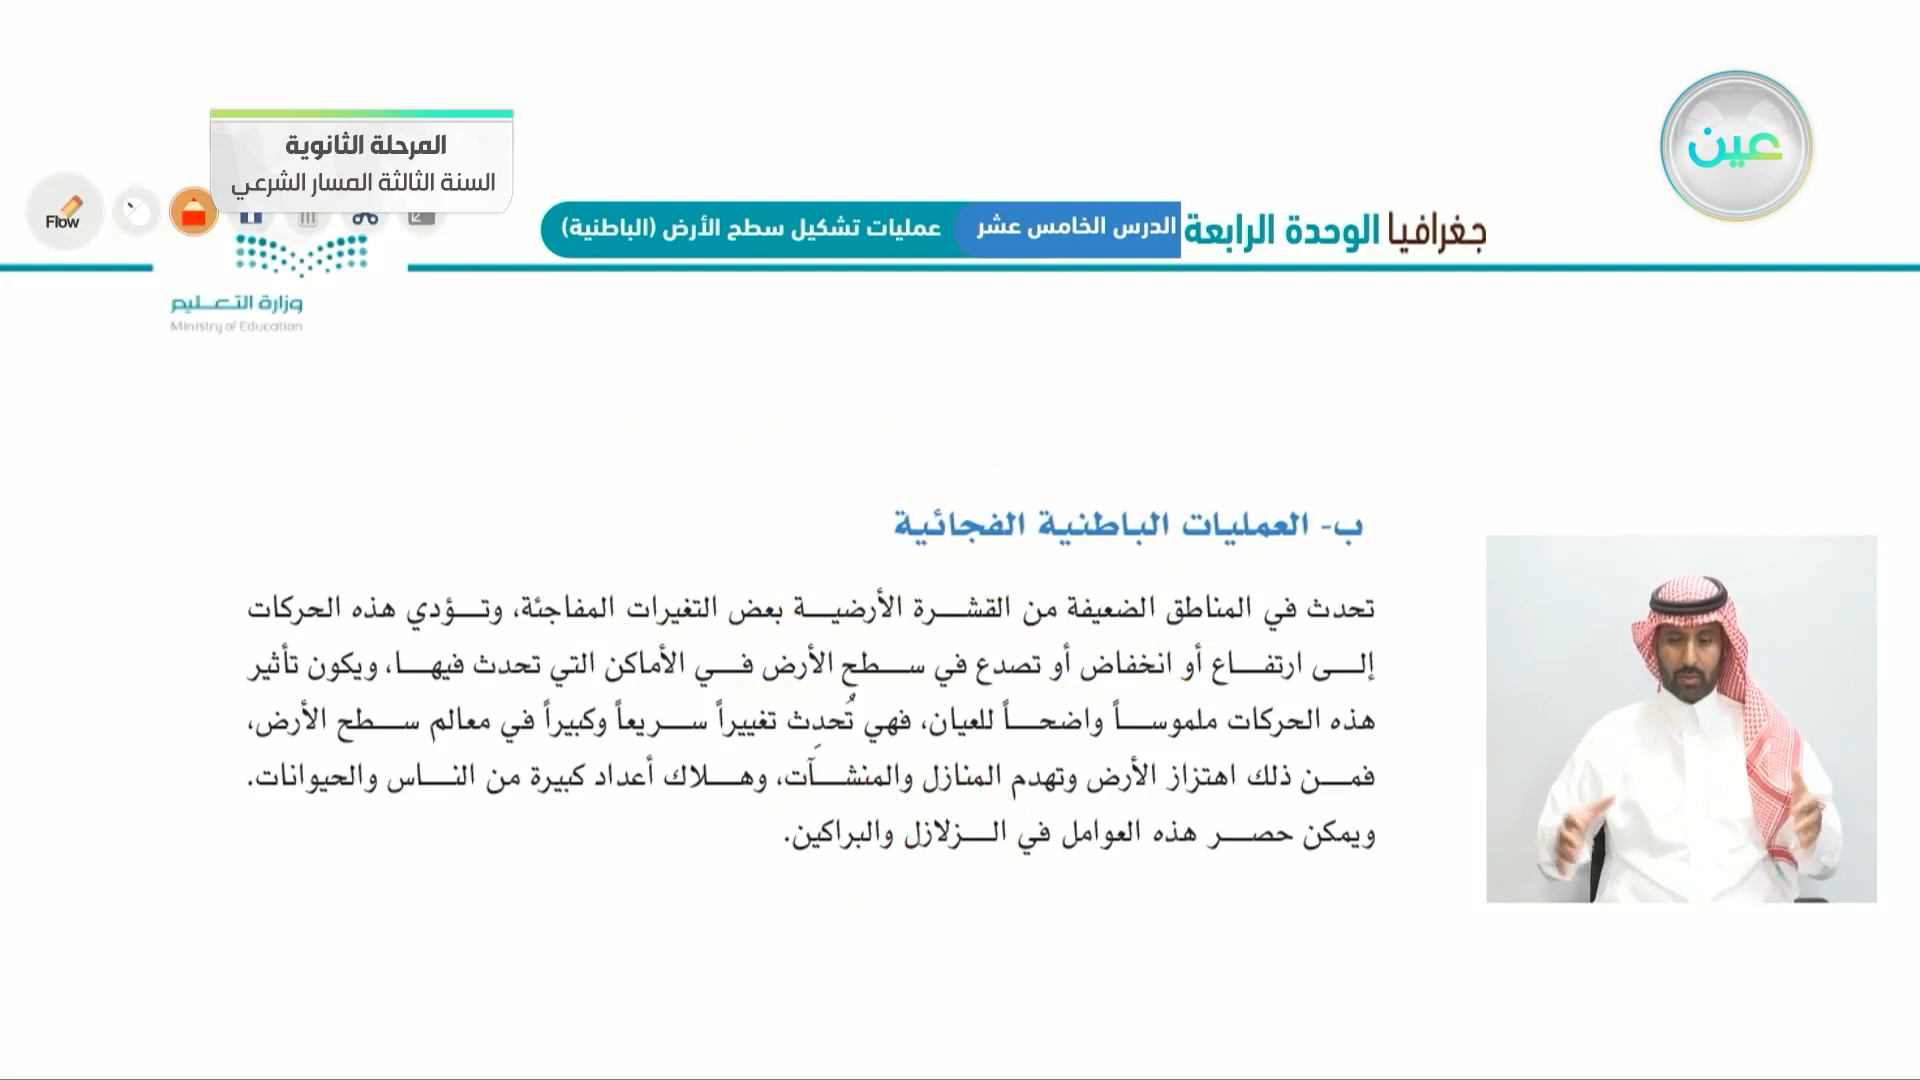 المرحلة الثانوية
السنة الثالثة المسار الشرعي
عين
Flow
جغرافيا الوحدة الرابعة الدرس الخامس عشر عمليات تشكيل سطح الأرض (الباطنية)
وزارة التعليم
Ministry of Education
ب- العمليات الباطنية الفجائية
تحدث في المناطق الضعيفة من القشرة الأرضية بعض التغيرات المفاجئة، وتؤدي هذه الحركات
إلى ارتفاع أو انخفاض أو تصدع في سطح الأرض في الأماكن التي تحدث فيها، ويكون تأثير
هذه الحركات ملموساً واضحاً للعيان، فهي تُحدِث تغييراً سريعاً وكبيراً في معالم سطح الأرض،
فمن ذلك اهتزاز الأرض وتهدم المنازل والمنشَآت، وهلاك أعداد كبيرة من الناس والحيوانات.
ويمكن حصر هذه العوامل في الزلازل والبراكين.